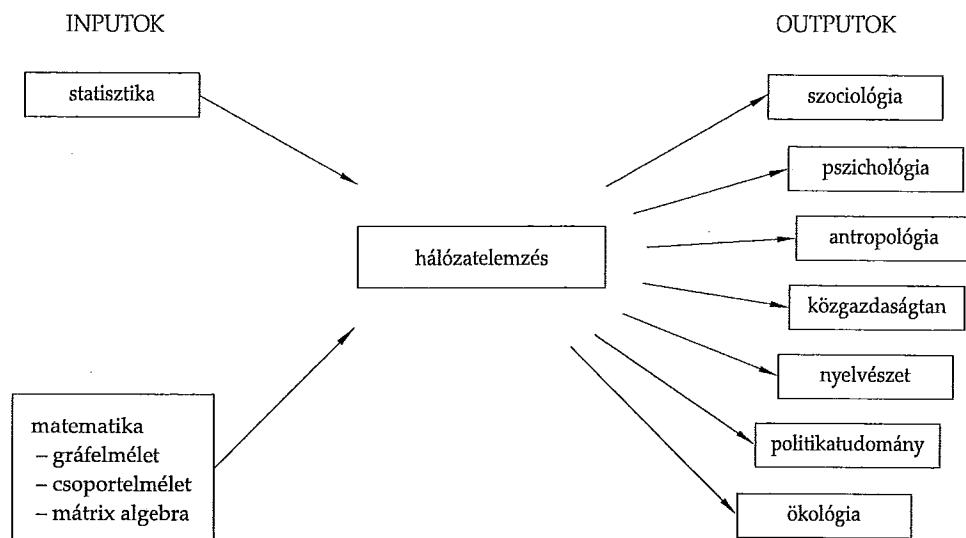 INPUTOK
OUTPUTOK
statisztika
matematika
– gráfelmélet
– csoportelmélet
– mátrix algebra
hálózatelemzés
szociológia
pszichológia
antropológia
közgazdaságtan
nyelvészet
politikatudomány
ökológia